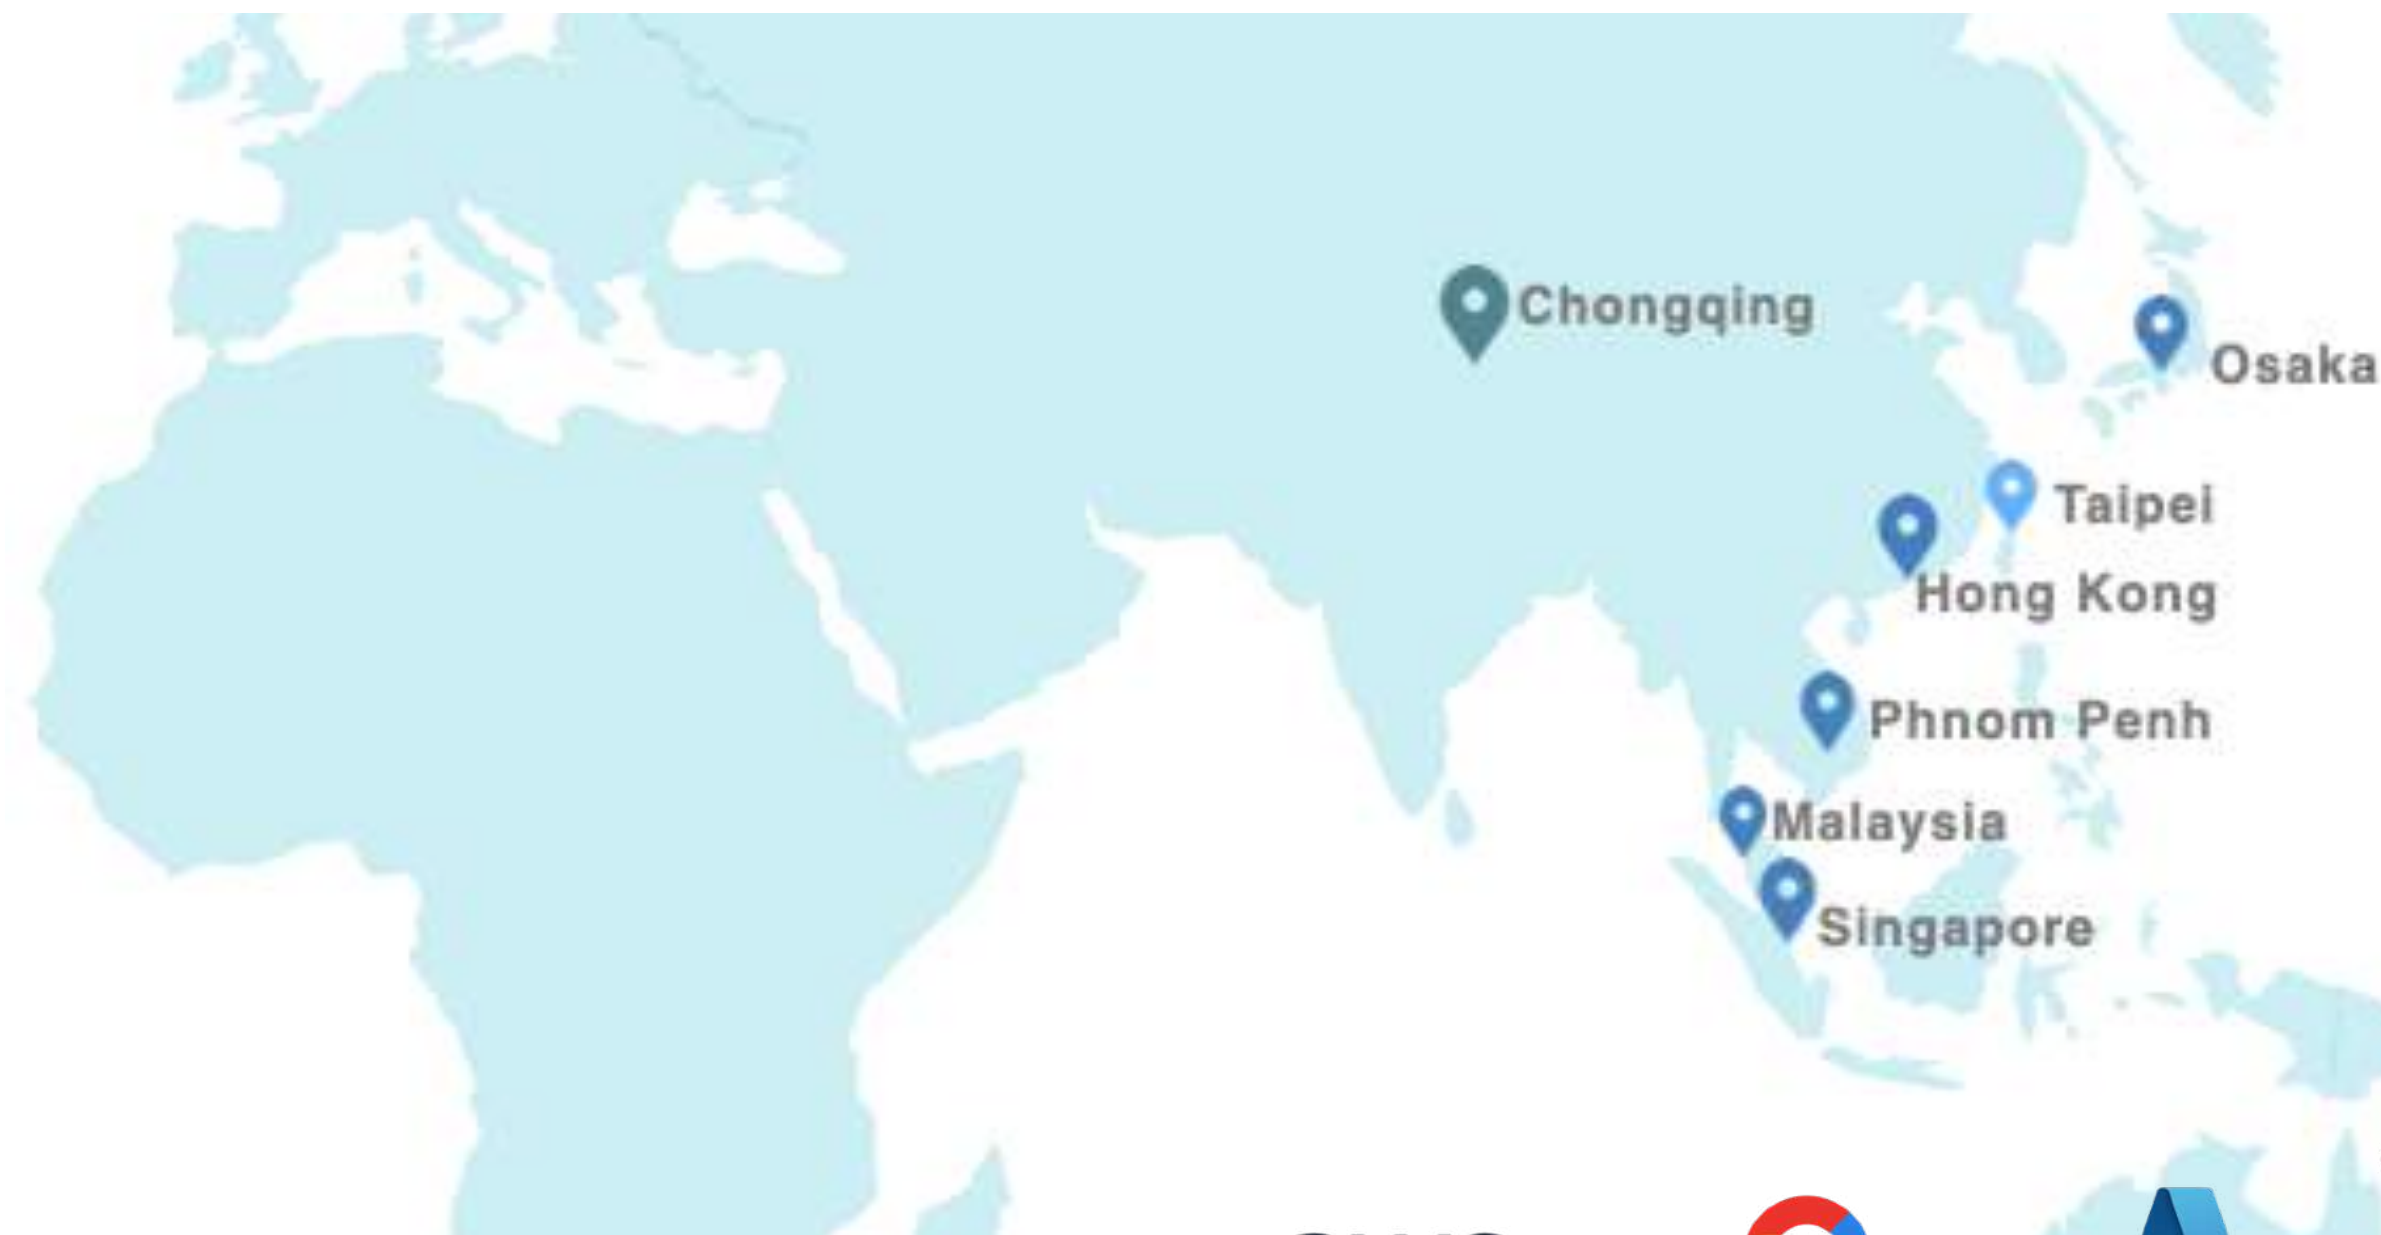 Chongqing
Osaka
Taipei
Hong Kong
Phnom Penh
Malaysia
Singapore